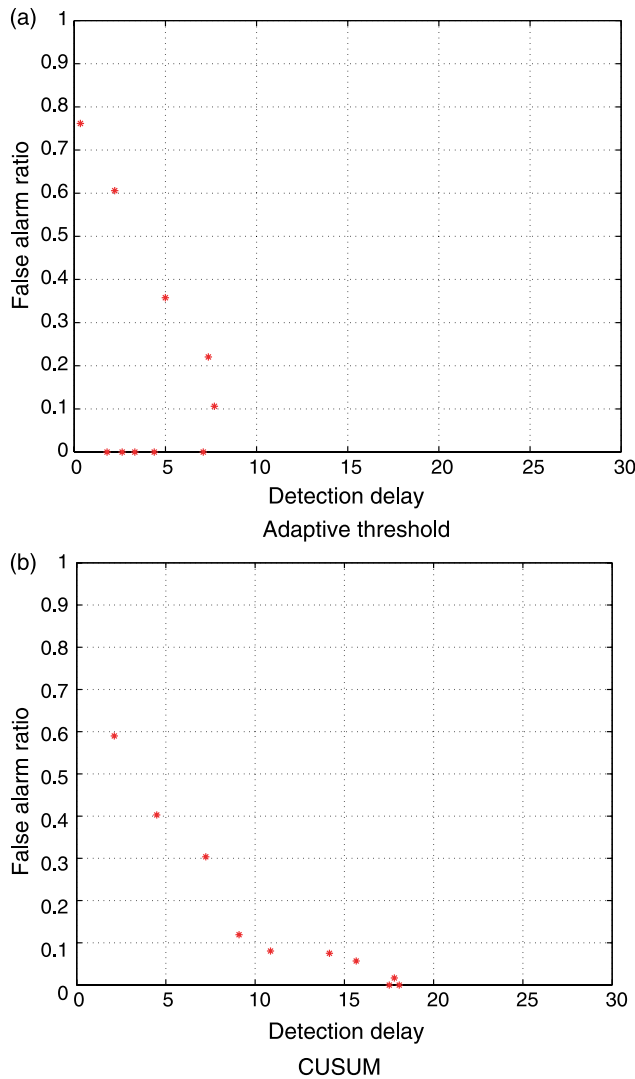 (a)
1
0.9
0.8
0.7
0.6
0.5
0.4
0.3
0.2
0.1
0
False alarm ratio
0 5 10 15 20 25 30
Detection delay
Adaptive threshold
(b)
1
0.9
0.8
0.7
0.6
0.5
0.4
0.3
0.2
0.1
0
False alarm ratio
0 5 10 15 20 25 30
Detection delay
CUSUM